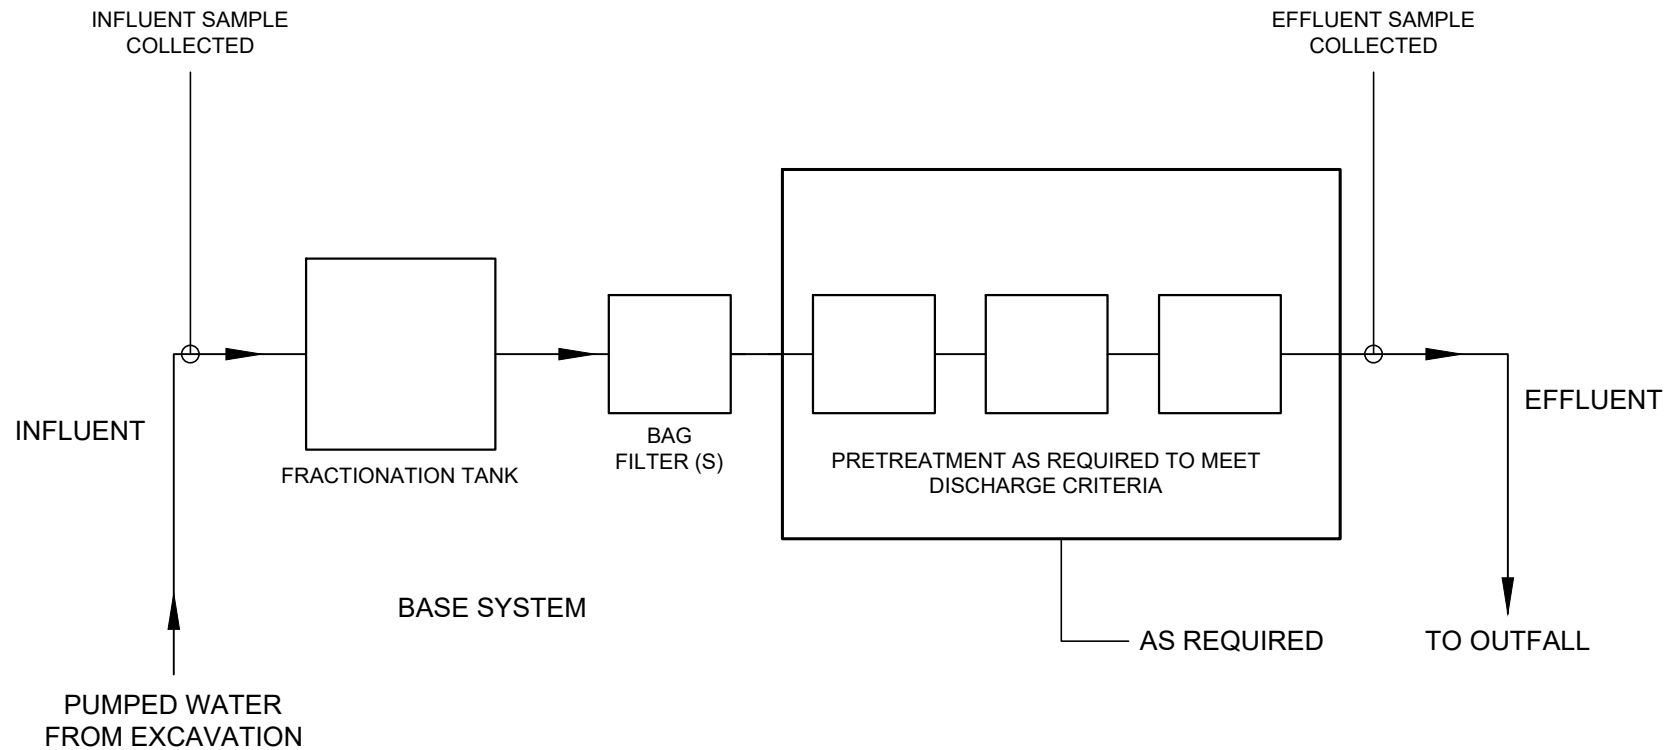 INFLUENT SAMPLE
COLLECTED
EFFLUENT SAMPLE
COLLECTED
INFLUENT
FRACTIONATION TANK
BAG
FILTER (S)
PRETREATMENT AS REQUIRED TO MEET
DISCHARGE CRITERIA
EFFLUENT
BASE SYSTEM
AS REQUIRED
TO OUTFALL
PUMPED WATER
FROM EXCAVATION